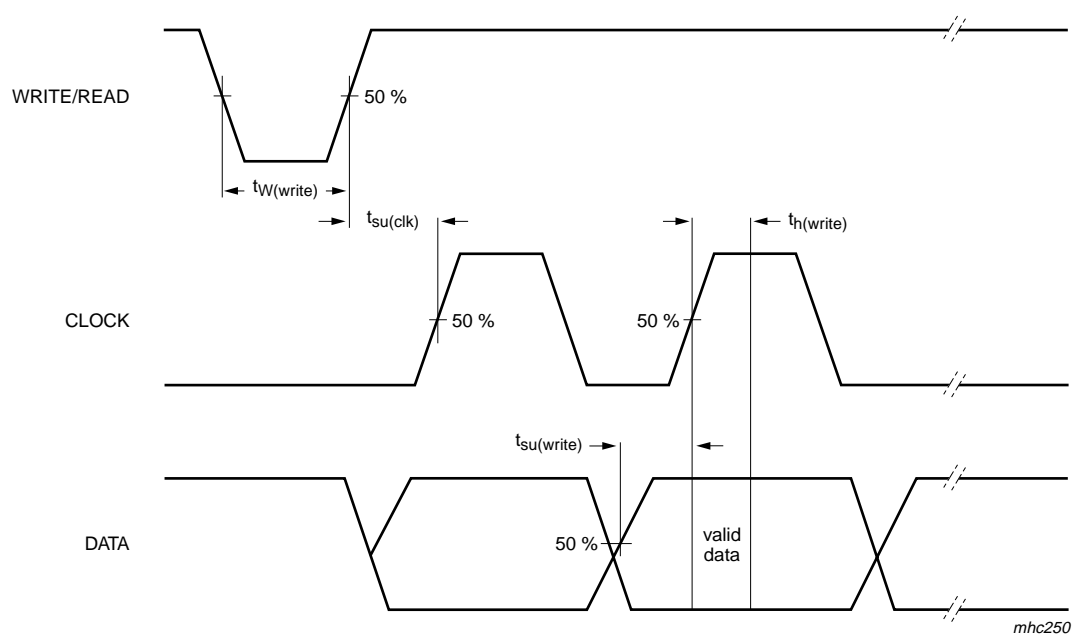 WRITE/READ
50 %
tW(write)
tsu(clk)
th(write)
CLOCK
50 %
50 %
tsu(write)
DATA
50 %
valid
data
mhc250